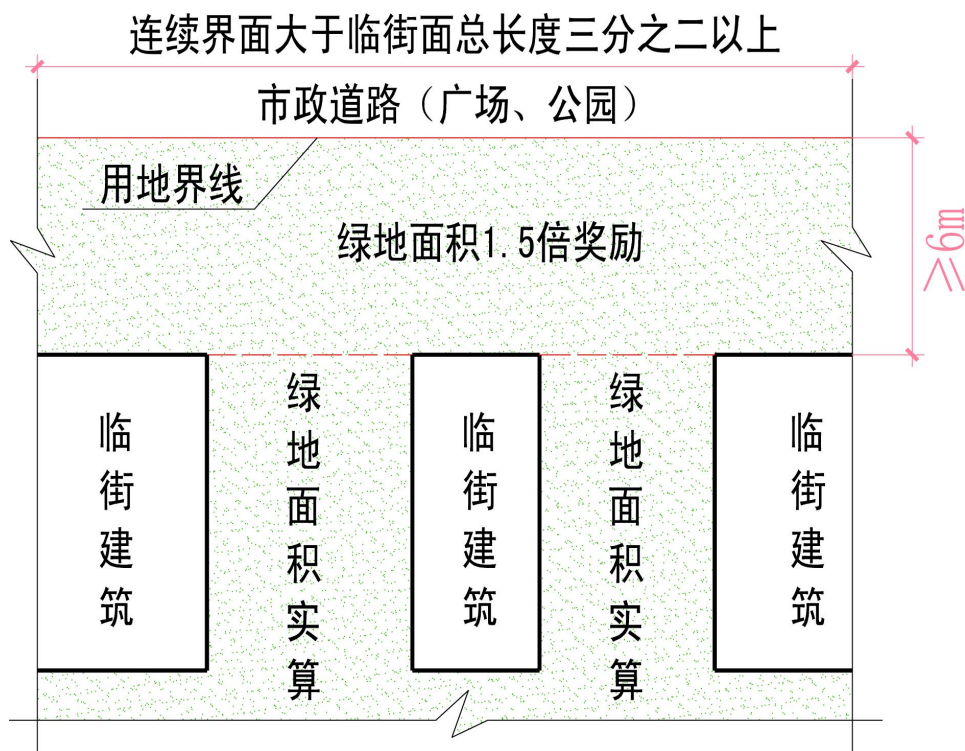 连续界面大于临街面总长度三分之二以上
市政道路（广场、公园）
用地界线
绿地面积1.5倍奖励
≥6m
临街建筑
绿地面积实算
临街建筑
绿地面积实算
临街建筑